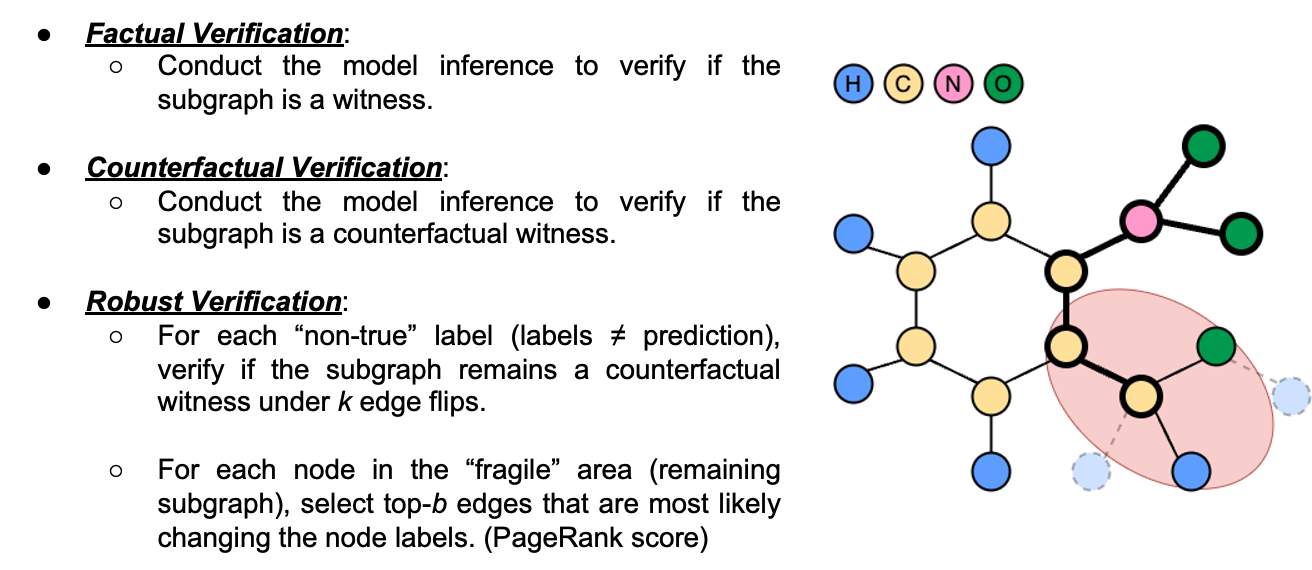 ● Factual Verification:
○ Conduct the model inference to verify if the
subgraph is a witness.
● Counterfactual Verification:
○ Conduct the model inference to verify if the
subgraph is a counterfactual witness.
● Robust Verification:
○ For each “non-true” label (labels ≠ prediction),
verify if the subgraph remains a counterfactual
witness under k edge flips.
○ For each node in the “fragile” area (remaining
subgraph), select top-b edges that are most likely
changing the node labels. (PageRank score)
H C N O